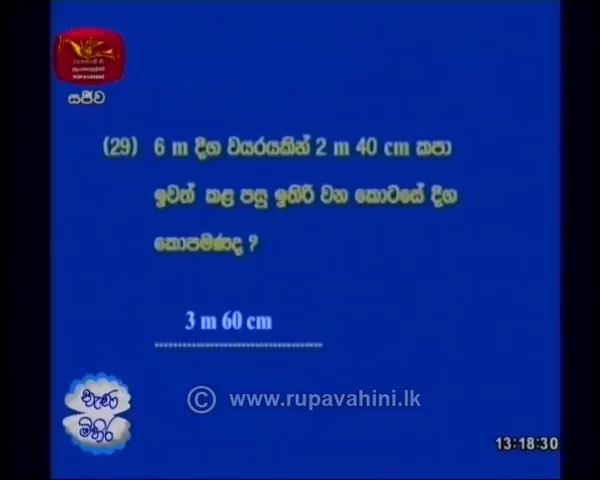 RUPAVAHINI
සජීව
(29) 6 m දිග වයරයකින් 2 m 40 cm කපා
ඉවත් කළ පසු ඉතිරි වන කොටසේ දිග
කොපමණද ?
3 m 60 cm
© www.rupavahini.lk
නැණ
මිහිර
13:18:30